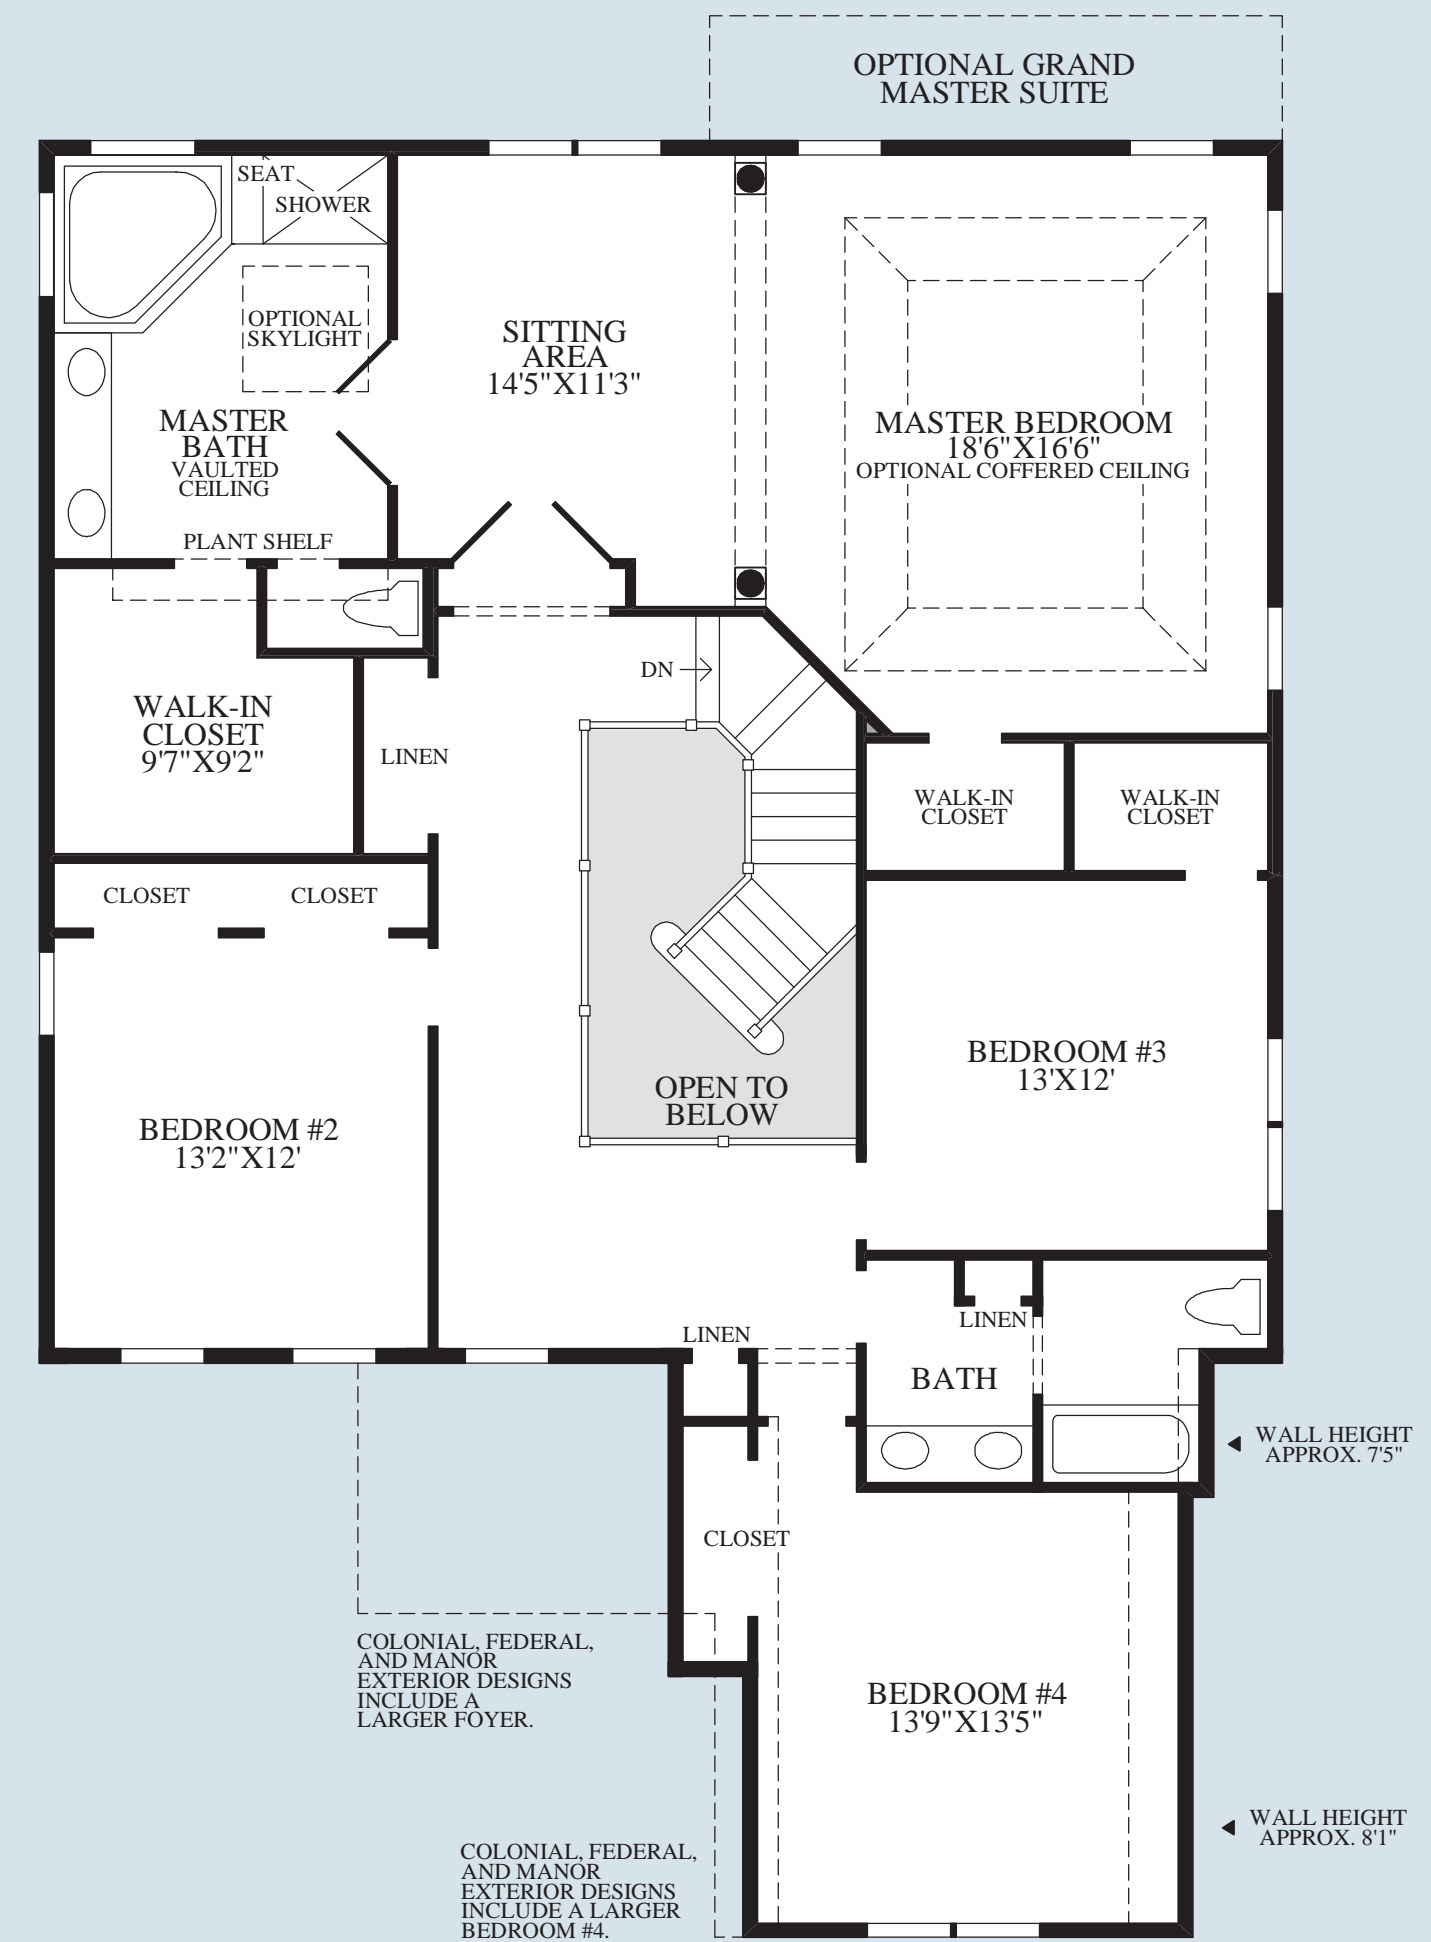 OPTIONAL GRAND
MASTER SUITE
SEAT
SHOWER
OPTIONAL
SKYLIGHT
SITTING
AREA
14'5"X11'3"
MASTER
BATH
VAULTED
CEILING
MASTER BEDROOM
18'6"X16'6"
OPTIONAL COFFERED CEILING
PLANT SHELF
DN
WALK-IN
CLOSET
9'7"X9'2"
LINEN
WALK-IN
CLOSET
WALK-IN
CLOSET
CLOSET
CLOSET
BEDROOM #3
13'X12'
OPEN TO
BELOW
BEDROOM #2
13'2"X12'
LINEN
LINEN
BATH
WALL HEIGHT
APPROX. 7'5"
CLOSET
COLONIAL, FEDERAL,
AND MANOR
EXTERIOR DESIGNS
INCLUDE A
LARGER FOYER.
BEDROOM #4
13'9"X13'5"
WALL HEIGHT
APPROX. 8'1"
COLONIAL, FEDERAL,
AND MANOR
EXTERIOR DESIGNS
INCLUDE A LARGER
BEDROOM #4.